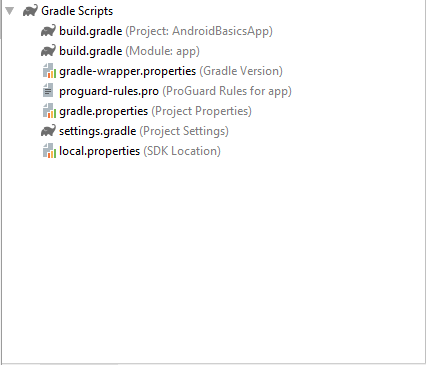 Gradle Scripts
build.gradle (Project: AndroidBasicsApp)
build.gradle (Module: app)
gradle-wrapper.properties (Gradle Version)
proguard-rules.pro (ProGuard Rules for app)
gradle.properties (Project Properties)
settings.gradle (Project Settings)
local.properties (SDK Location)